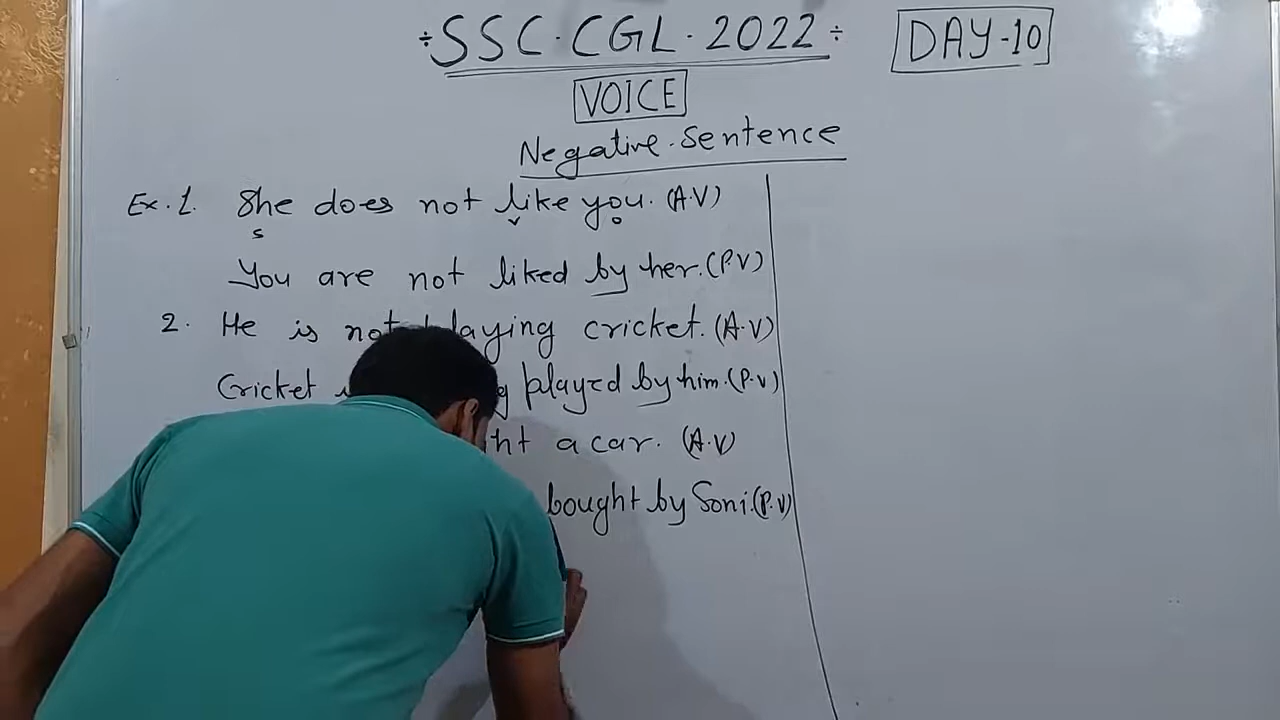 ÷ SSC·CGL·2022 ÷
DAY-10
VOICE
Negative Sentence
Ex.1. She does not like you. (A.V)
S V O
You are not liked by her. (P.V)
2. He is not playing cricket. (A.V)
Cricket played by him. (P.V)
a car. (A.V)
bought by Soni. (P.V)